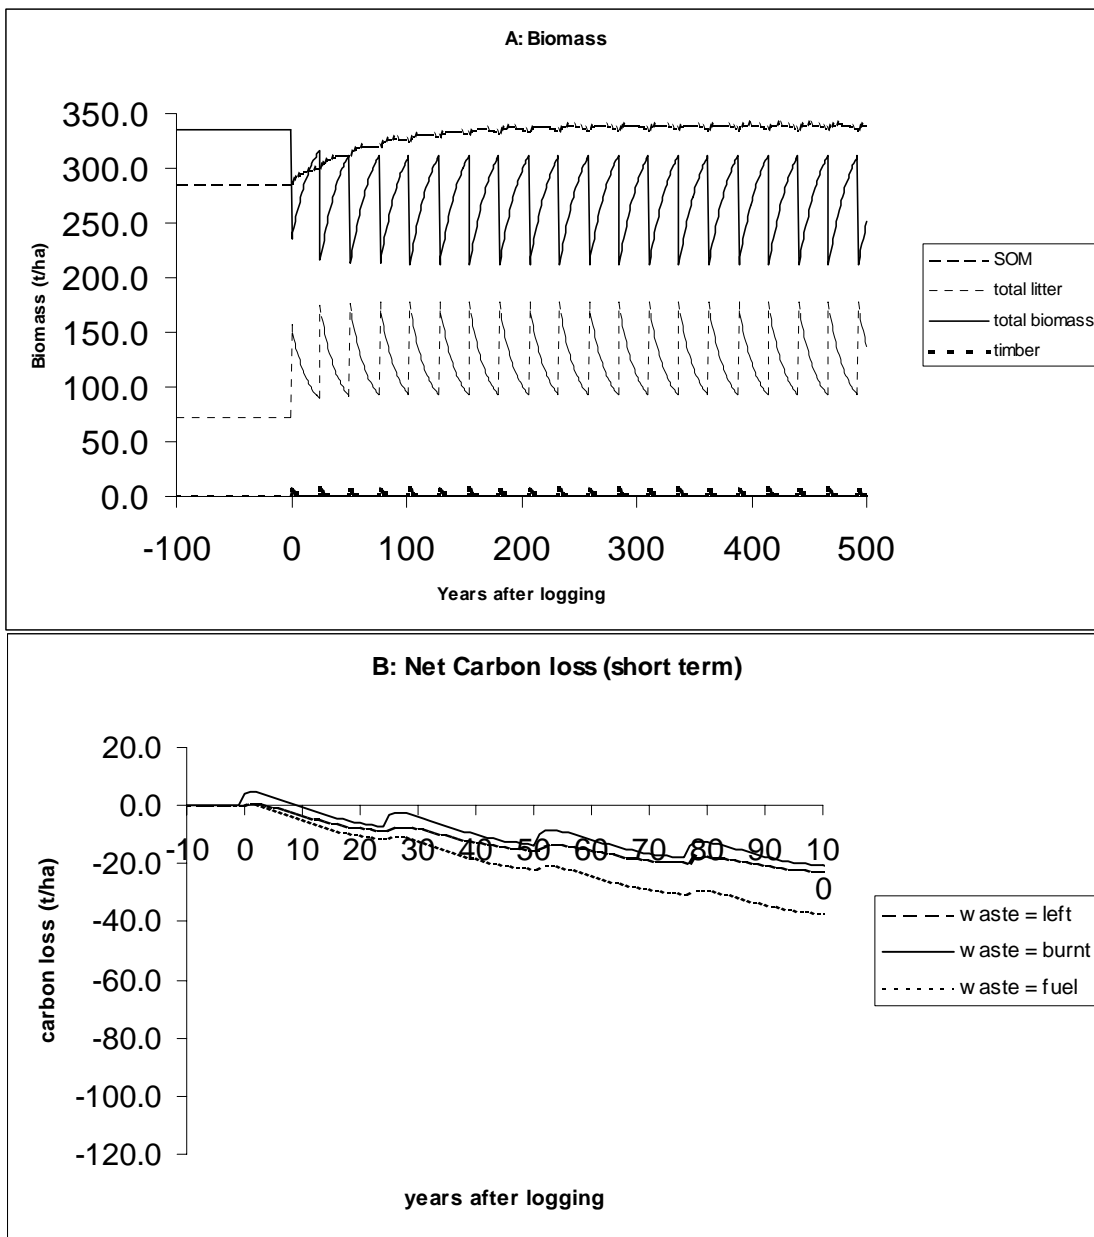 A: Biomass
350.0
300.0
250.0
200.0
150.0
100.0
50.0
0.0
Biomass (t/ha)
-100 0 100 200 300 400 500
Years after logging
SOM
total litter
total biomass
timber
B: Net Carbon loss (short term)
20.0
0.0
-20.0
-40.0
-60.0
-80.0
-100.0
-120.0
carbon loss (t/ha)
-10 0 10 20 30 40 50 60 70 80 90 10
0
years after logging
waste = left
waste = burnt
waste = fuel